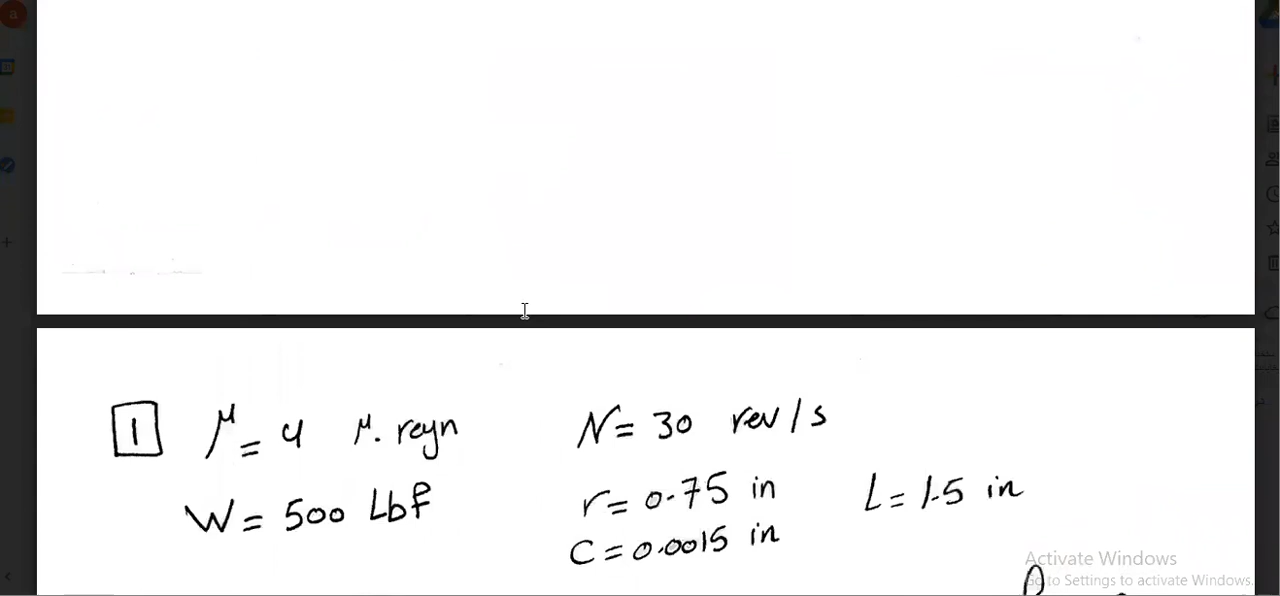 a
1 μ = 4 μ. reyn N = 30 rev/s
W = 500 Lbf r = 0.75 in L = 1.5 in
C = 0.0015 in
Activate Windows
Go to Settings to activate Windows.